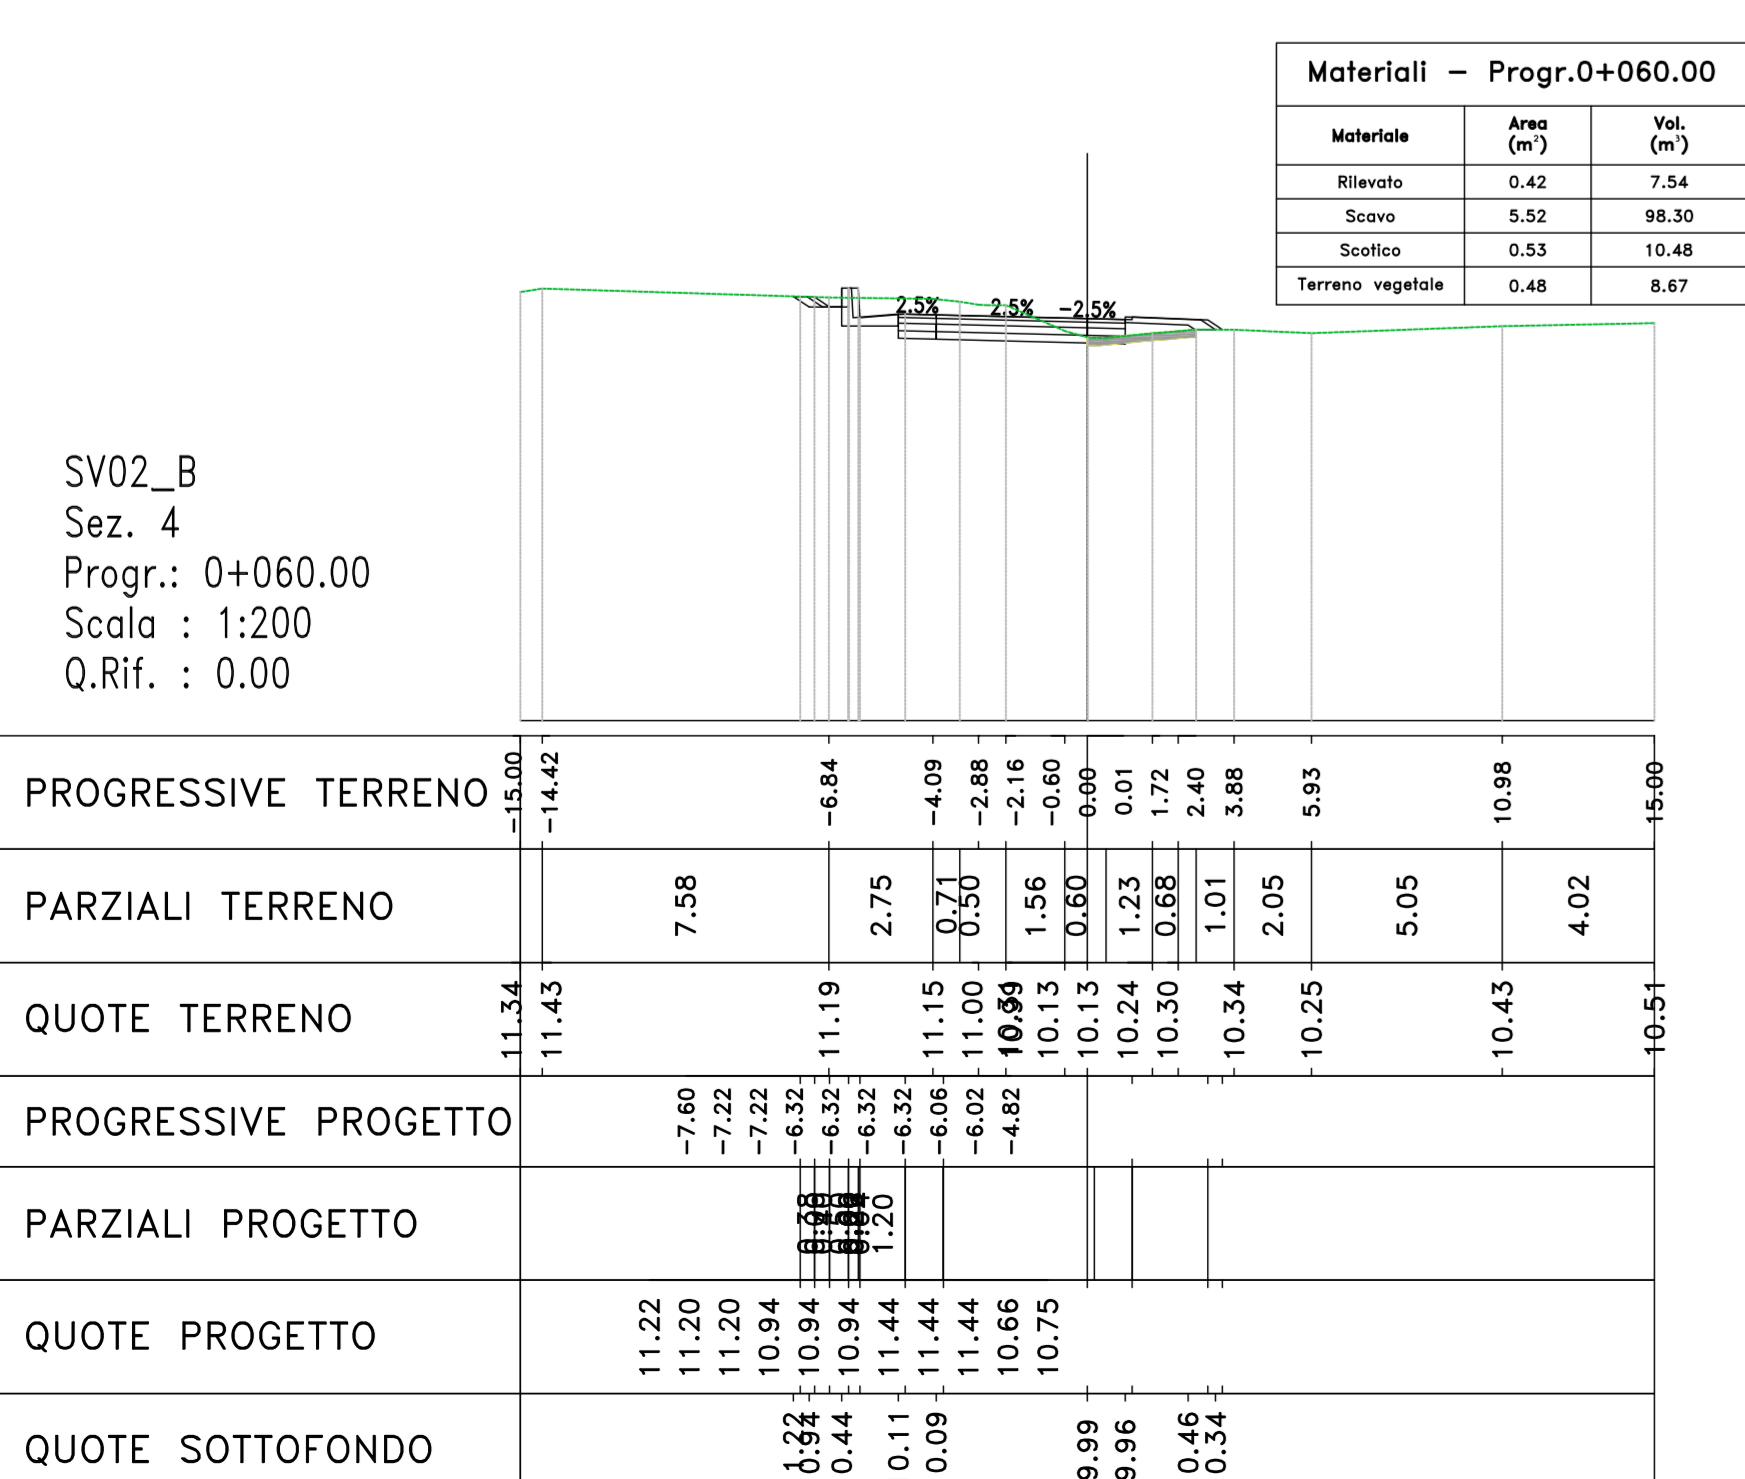 Materiali – Progr.0+060.00
Materiale Area (m²) Vol. (m³)
Rilevato 0.42 7.54
Scavo 5.52 98.30
Scotico 0.53 10.48
Terreno vegetale 0.48 8.67
2.5% 2.5% -2.5%
SV02_B
Sez. 4
Progr.: 0+060.00
Scala : 1:200
Q.Rif. : 0.00
PROGRESSIVE TERRENO -15.00 -14.42 -6.84 -4.09 -2.88 -2.16 -0.60 0.00 0.01 1.72 2.40 3.88 5.93 10.98 15.00
PARZIALI TERRENO 7.58 2.75 0.71 0.50 1.56 0.60 1.23 0.68 1.01 2.05 5.05 4.02
QUOTE TERRENO 11.34 11.43 11.19 11.15 11.00 10.13 10.13 10.24 10.30 10.34 10.25 10.43 10.51
PROGRESSIVE PROGETTO -7.60 -7.22 -7.22 -6.32 -6.32 -6.32 -6.32 -6.06 -6.02 -4.82
PARZIALI PROGETTO 1.20
QUOTE PROGETTO 11.22 11.20 11.20 10.94 10.94 10.94 11.44 11.44 11.44 10.66 10.75
QUOTE SOTTOFONDO 0.44 0.11 0.09 9.99 9.96 0.46 0.34